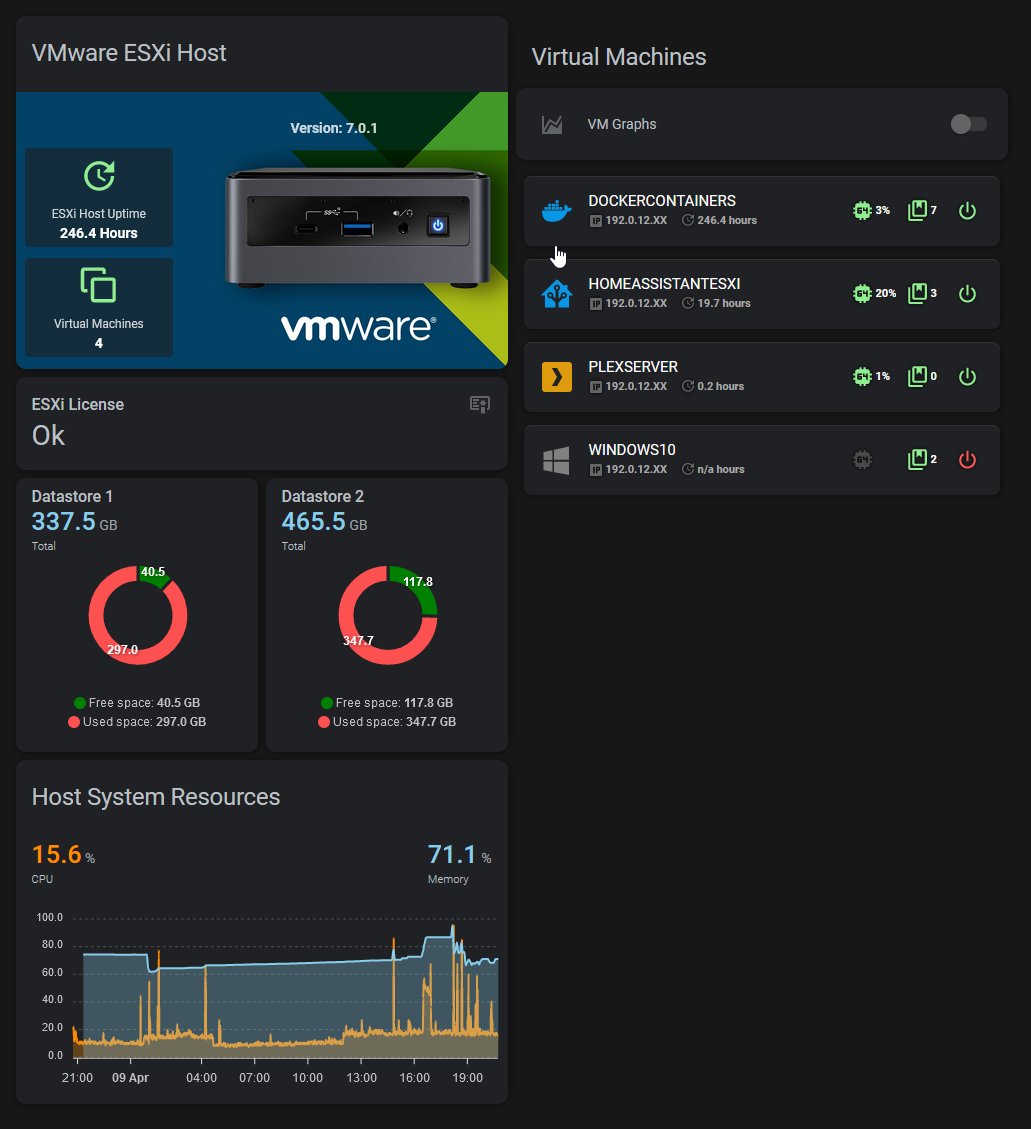 VMware ESXi Host
Version: 7.0.1
ESXi Host Uptime
246.4 Hours
Virtual Machines
4
SS
vmware®
ESXi License
Ok
Datastore 1
337.5 GB
Total
40.5
297.0
Free space: 40.5 GB
Used space: 297.0 GB
Datastore 2
465.5 GB
Total
117.8
347.7
Free space: 117.8 GB
Used space: 347.7 GB
Host System Resources
15.6 %
CPU
71.1 %
Memory
100.0
80.0
60.0
40.0
20.0
0.0
21:00 09 Apr 04:00 07:00 10:00 13:00 16:00 19:00
Virtual Machines
VM Graphs
DOCKERCONTAINERS
IP 192.0.12.XX 246.4 hours
64 3% 7
HOMEASSISTANTESXI
IP 192.0.12.XX 19.7 hours
64 20% 3
PLEXSERVER
IP 192.0.12.XX 0.2 hours
64 1% 0
WINDOWS10
IP 192.0.12.XX n/a hours
64 2